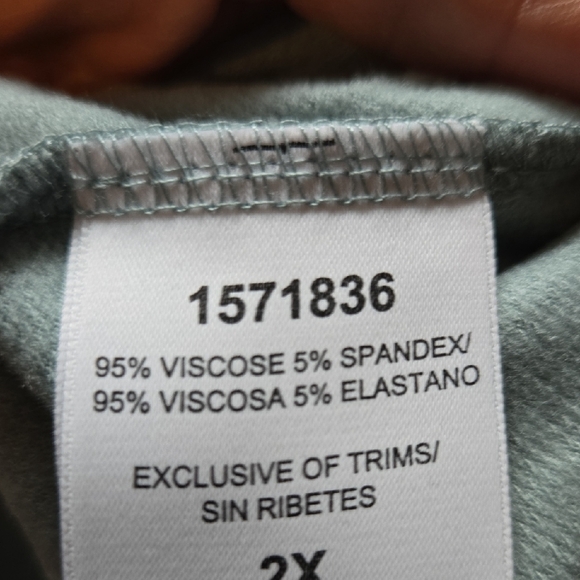 1571836
95% VISCOSE 5% SPANDEX/
95% VISCOSA 5% ELASTANO
EXCLUSIVE OF TRIMS/
SIN RIBETES
2X